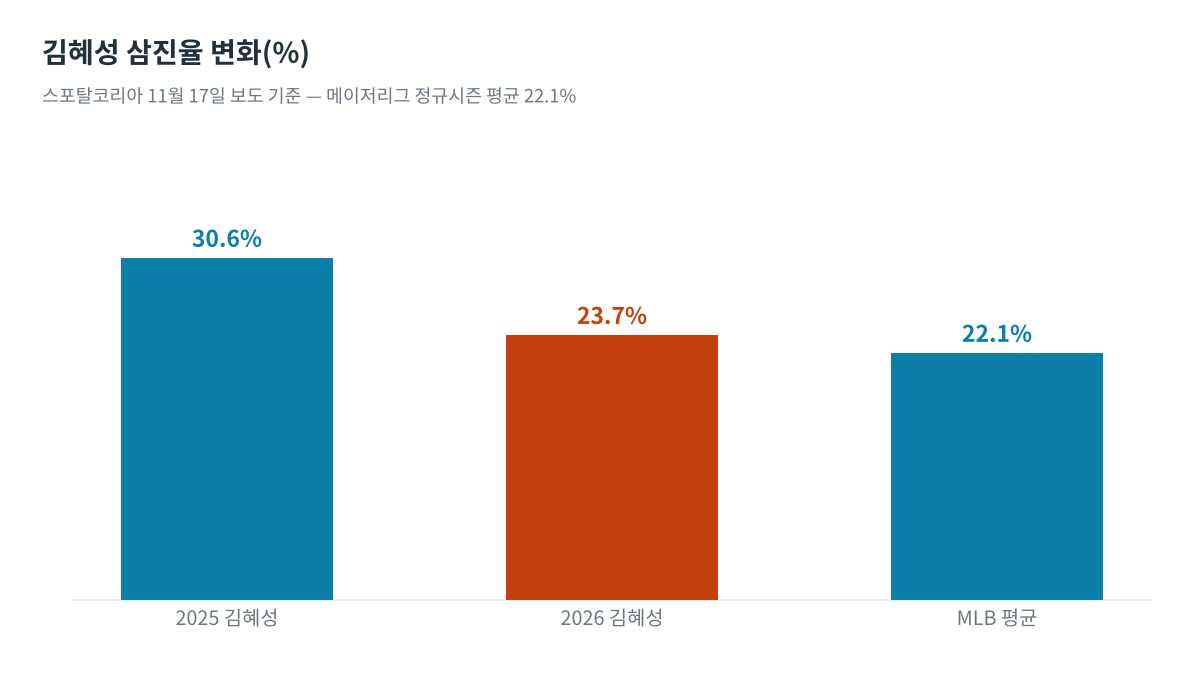 김혜성 삼진율 변화(%)
스포탈코리아 11월 17일 보도 기준 — 메이저리그 정규시즌 평균 22.1%
30.6%
23.7%
22.1%
2025 김혜성
2026 김혜성
MLB 평균